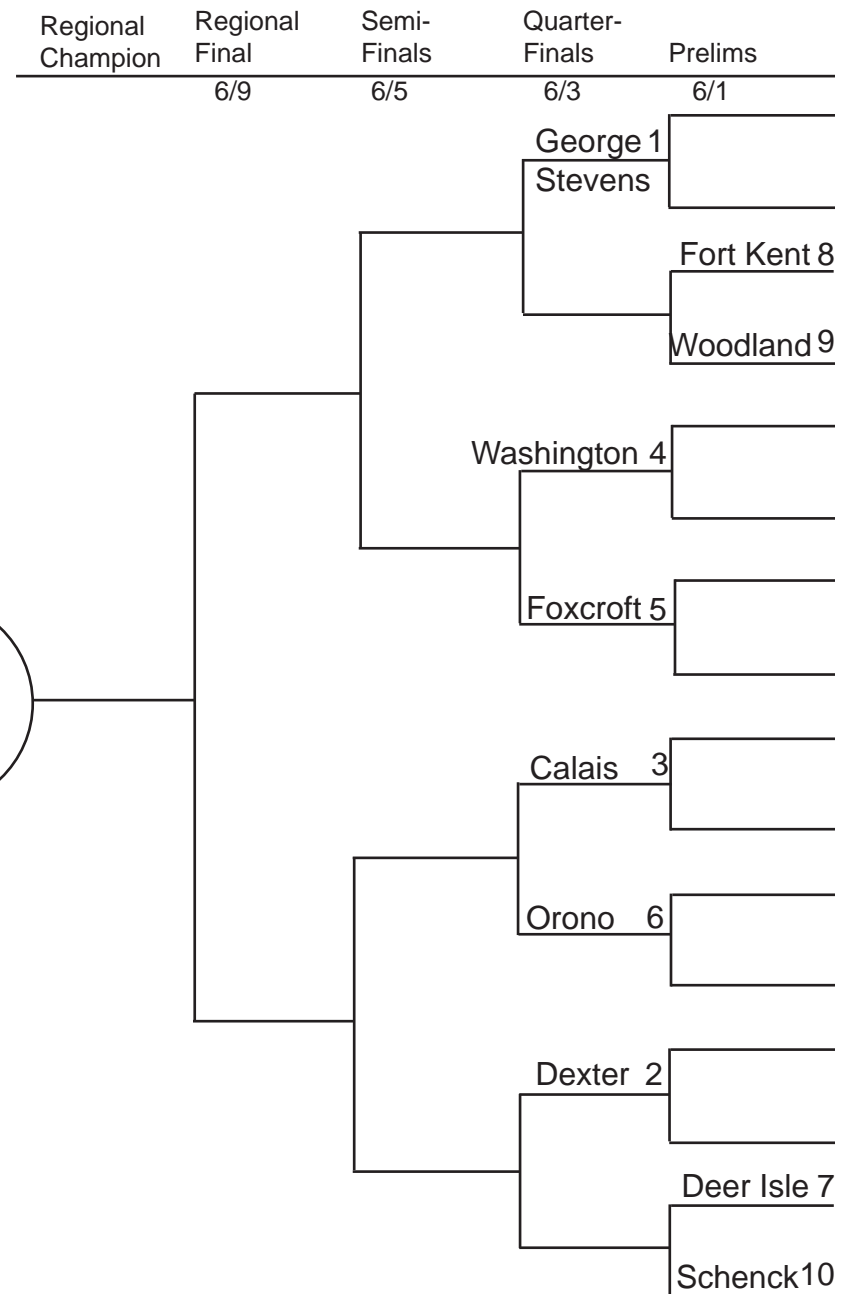 Regional Champion
Regional Final
Semi-Finals
Quarter-Finals
Prelims
6/9
6/5
6/3
6/1
George 1
Stevens
Fort Kent 8
Woodland 9
Washington 4
Foxcroft 5
Calais 3
Orono 6
Dexter 2
Deer Isle 7
Schenck 10